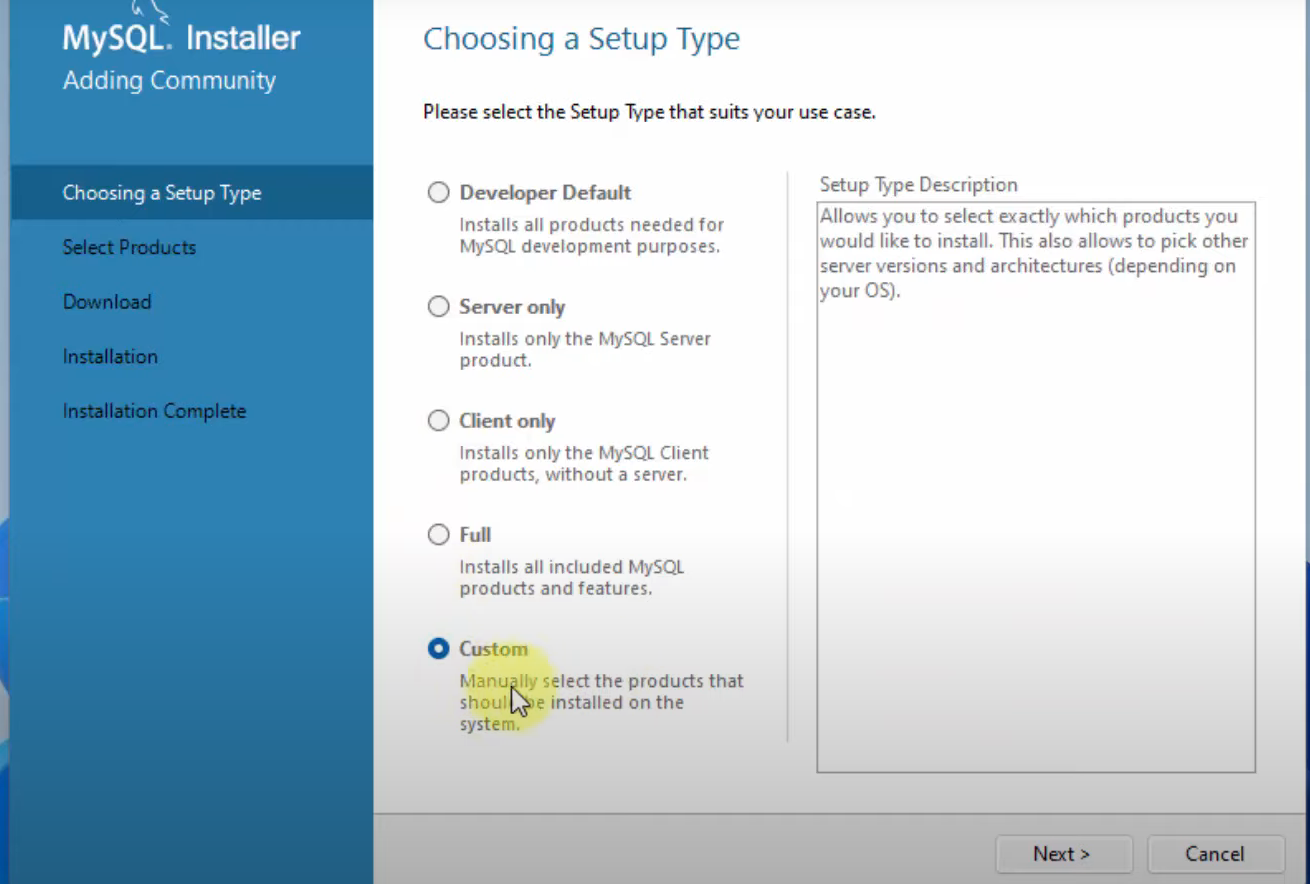 MySQL. Installer
Adding Community
Choosing a Setup Type
Select Products
Download
Installation
Installation Complete
Choosing a Setup Type
Please select the Setup Type that suits your use case.
Developer Default
Installs all products needed for
MySQL development purposes.
Server only
Installs only the MySQL Server
product.
Client only
Installs only the MySQL Client
products, without a server.
Full
Installs all included MySQL
products and features.
Custom
Manually select the products that
should be installed on the
system.
Setup Type Description
Allows you to select exactly which products you
would like to install. This also allows to pick other
server versions and architectures (depending on
your OS).
Next >
Cancel